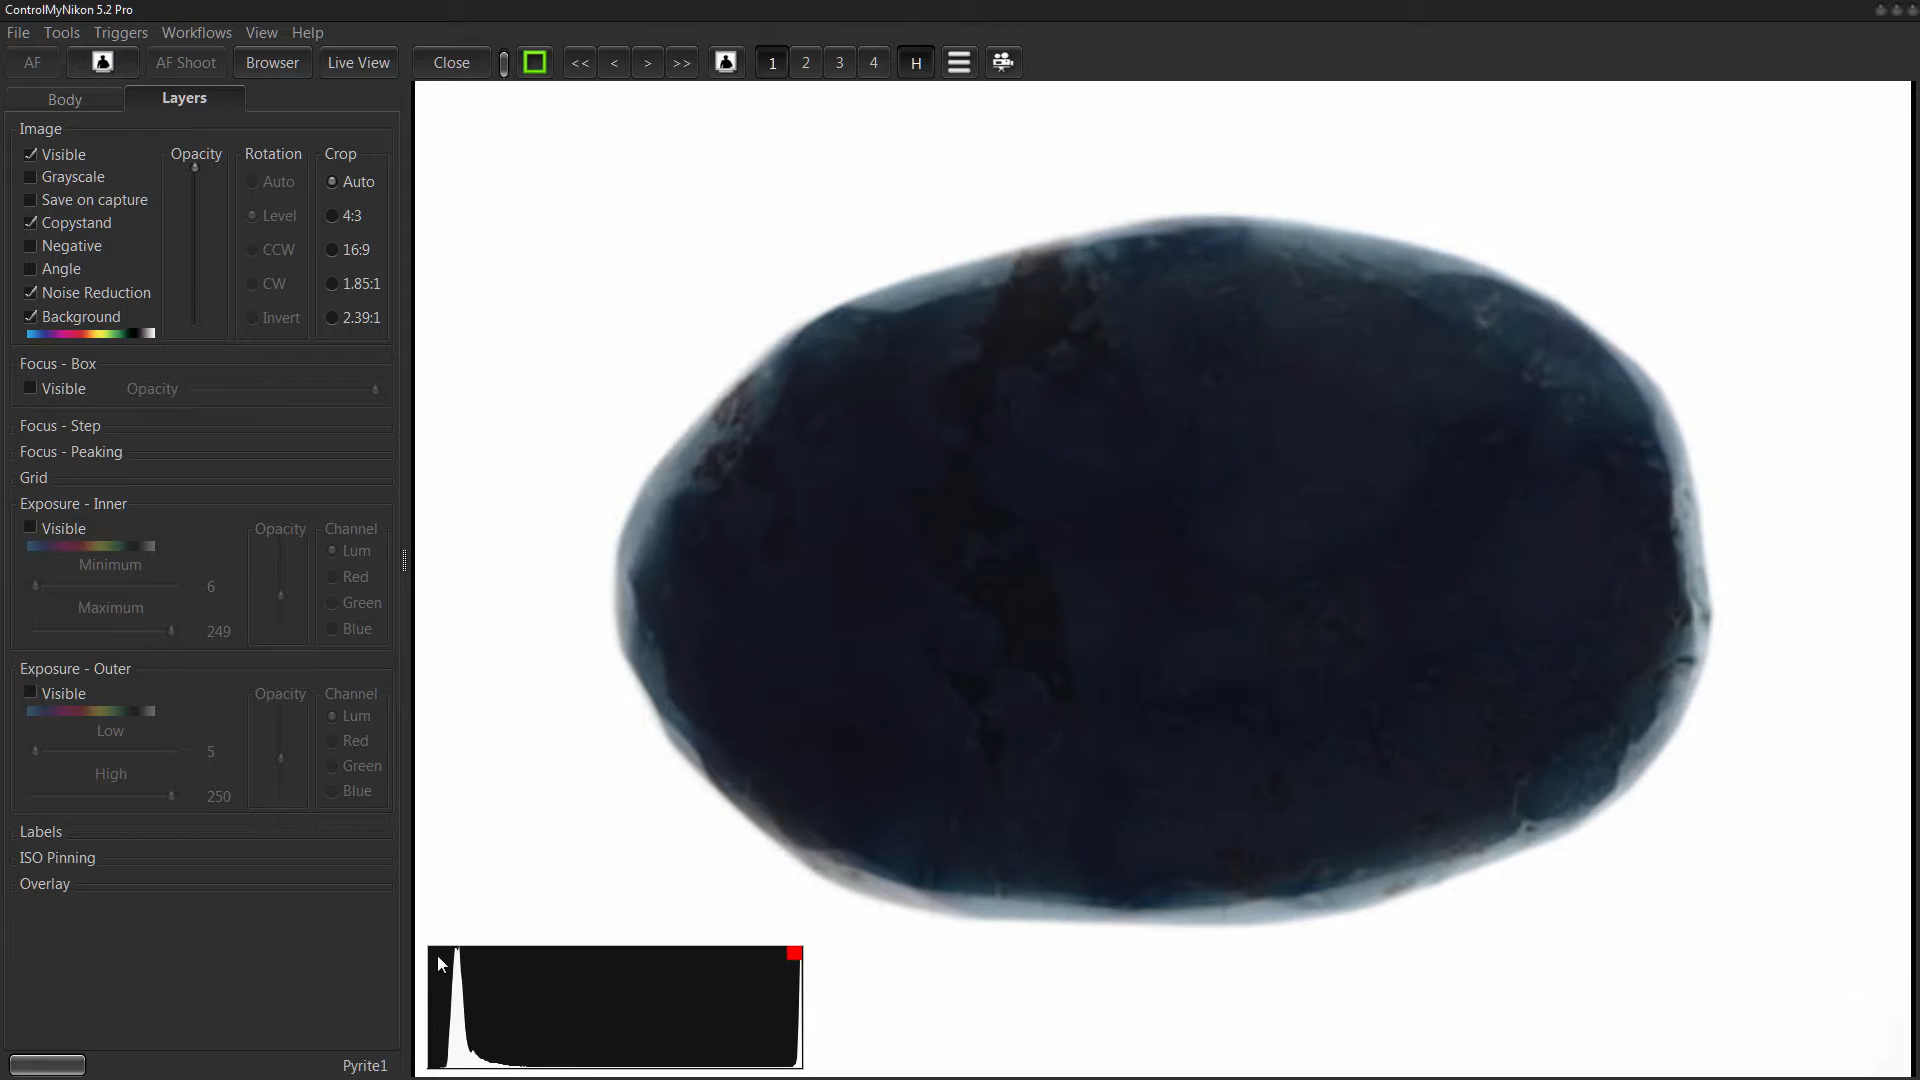 ControlMyNikon 5.2 Pro
File Tools Triggers Workflows View Help
AF AF Shoot Browser Live View Close << < > >> 1 2 3 4 H
Body Layers
Image
Visible Opacity Rotation Crop
Grayscale Auto Auto
Save on capture Level 4:3
Copystand CCW 16:9
Negative CW 1.85:1
Angle Invert 2.39:1
Noise Reduction
Background
Focus - Box
Visible Opacity
Focus - Step
Focus - Peaking
Grid
Exposure - Inner
Visible Opacity Channel
Minimum Lum
6 Red
Maximum Green
249 Blue
Exposure - Outer
Visible Opacity Channel
Low Lum
5 Red
High Green
250 Blue
Labels
ISO Pinning
Overlay
Pyrite1